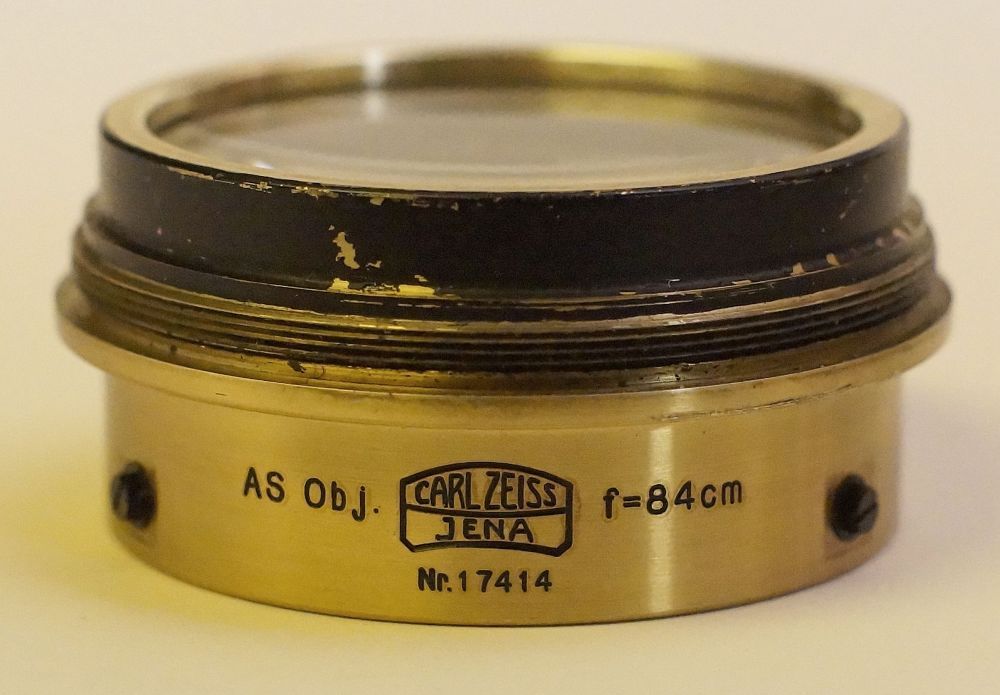 AS Obj. CARL ZEISS JENA f=84cm
Nr.17414